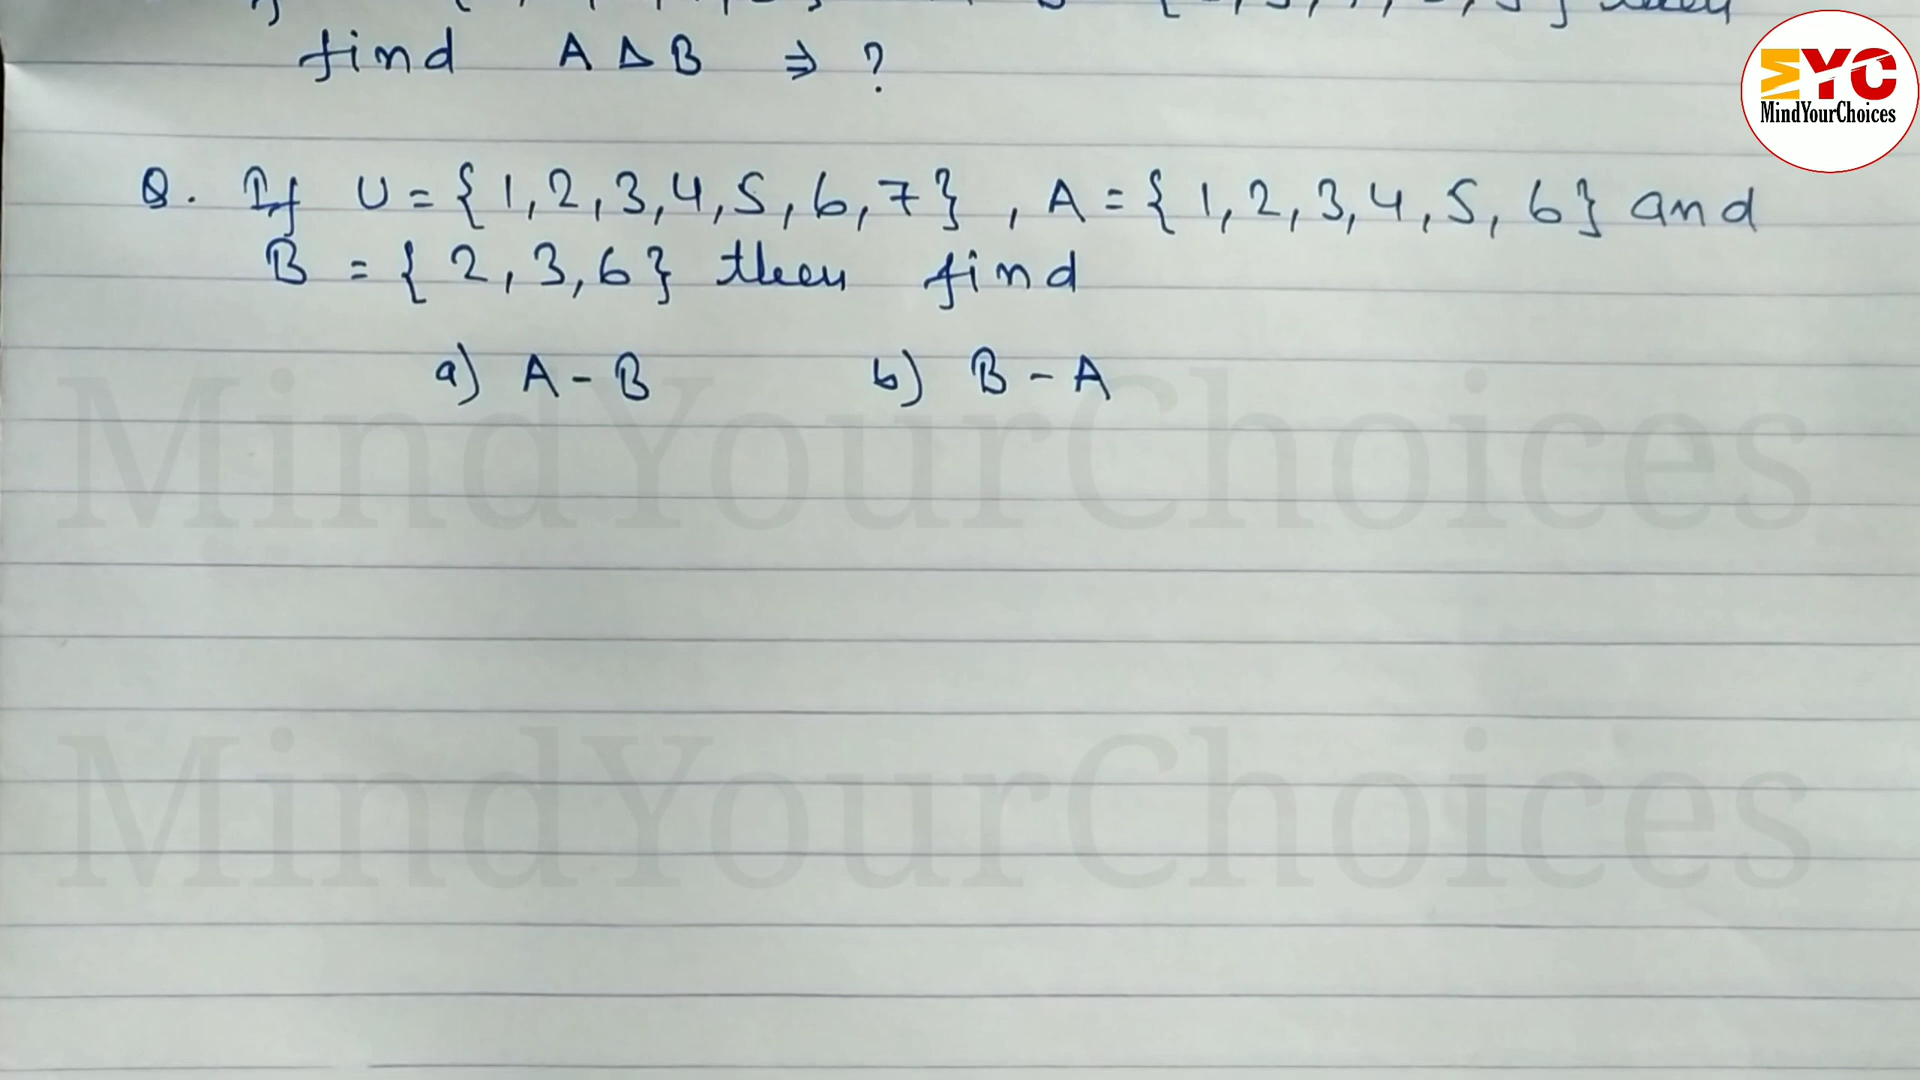 find A Δ B ⇒ ?
MYC
MindYourChoices
Q. If U = {1, 2, 3, 4, 5, 6, 7}, A = {1, 2, 3, 4, 5, 6} and
B = {2, 3, 6} then find
a) A - B b) B - A
MindYourChoices
MindYourChoices